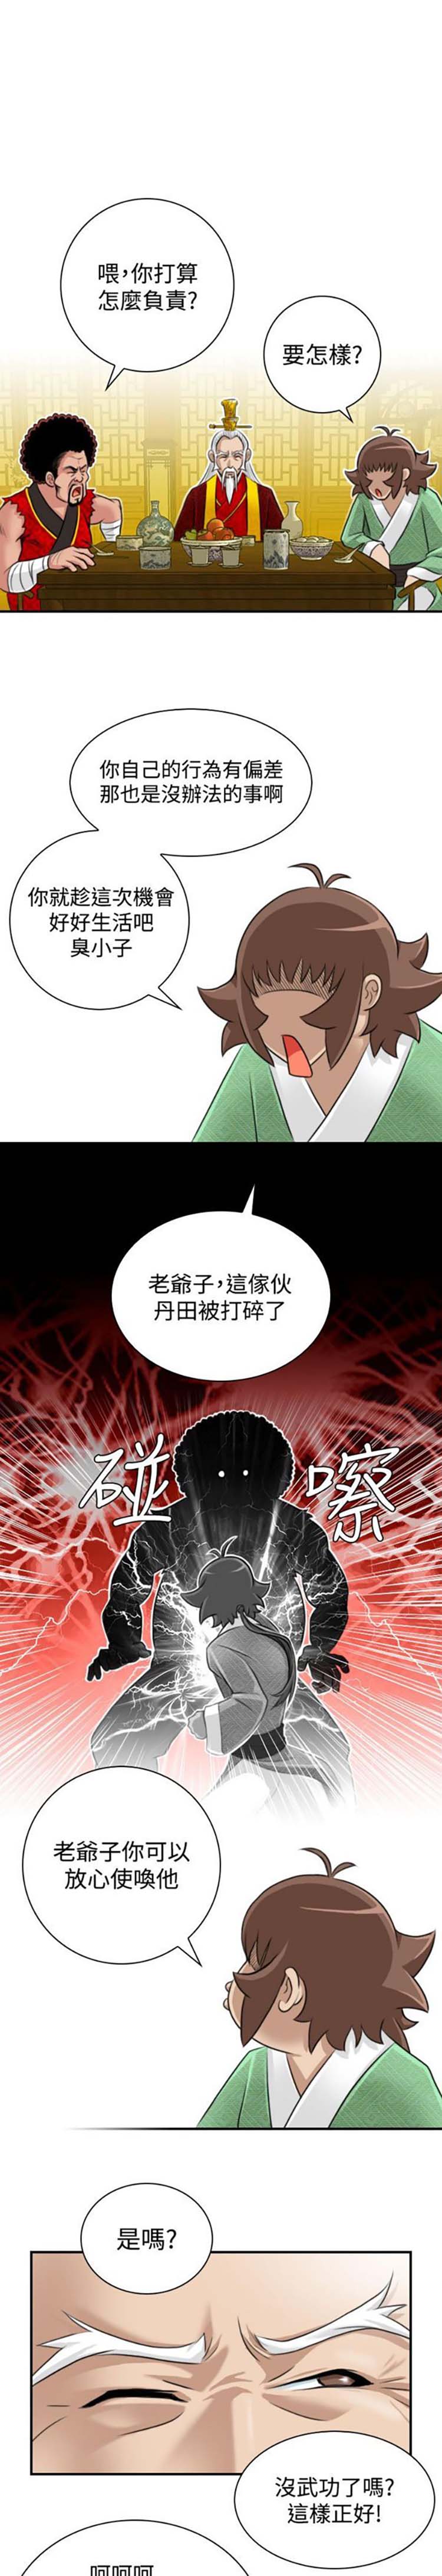 喂，你打算
怎麼負責?
要怎樣?
你自己的行為有偏差
那也是沒辦法的事啊
你就趁這次機會
好好生活吧
臭小子
老爺子，這傢伙
丹田被打碎了
碰
嚓
老爺子你可以
放心使喚他
是嗎?
沒武功了嗎?
這樣正好!
呵呵呵